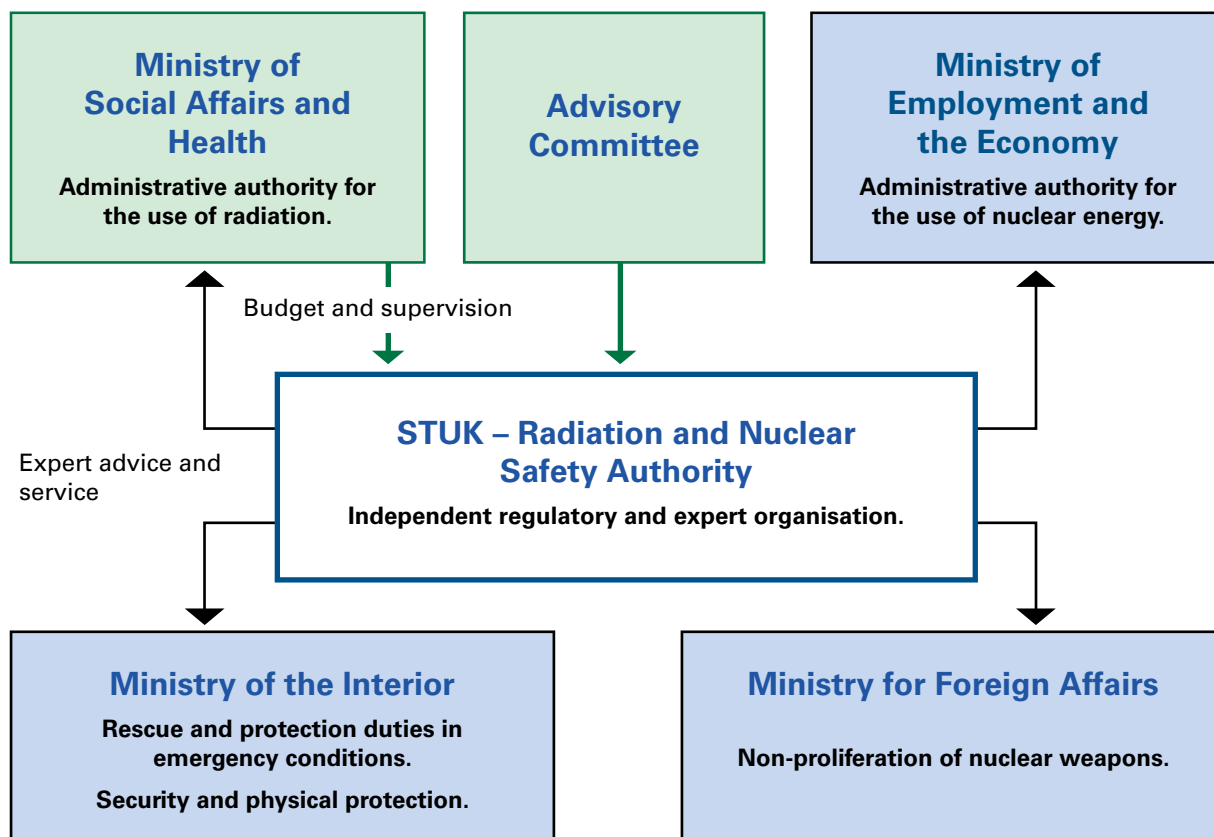 Ministry of
Social Affairs and
Health
Administrative authority for
the use of radiation.
Advisory
Committee
Ministry of
Employment and
the Economy
Administrative authority for
the use of nuclear energy.
Budget and supervision
STUK – Radiation and Nuclear
Safety Authority
Independent regulatory and expert organisation.
Expert advice and
service
Ministry of the Interior
Rescue and protection duties in
emergency conditions.
Security and physical protection.
Ministry for Foreign Affairs
Non-proliferation of nuclear weapons.